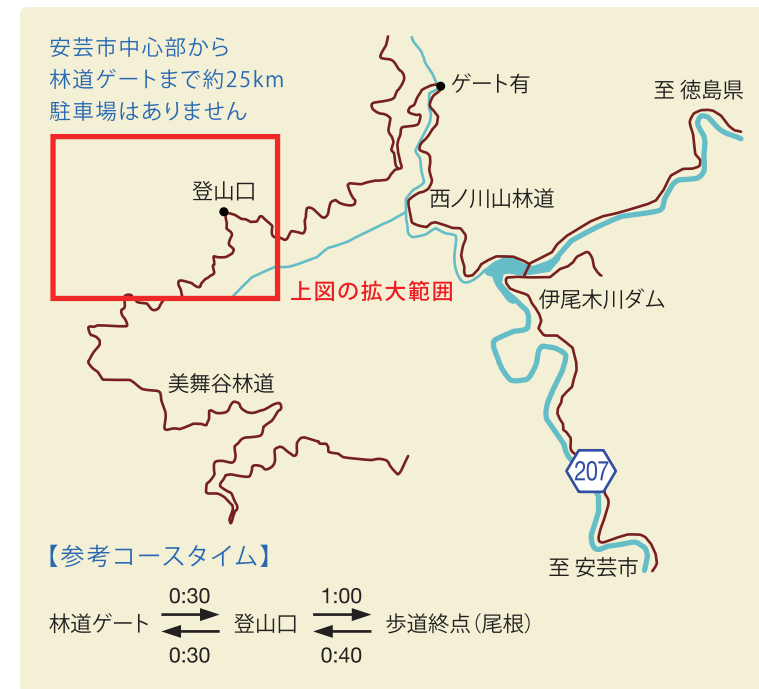 安芸市中心部から
林道ゲートまで約25km
駐車場はありません
ゲート有
至 徳島県
登山口
西ノ川山林道
上図の拡大範囲
伊尾木川ダム
美舞谷林道
207
至 安芸市
【参考コースタイム】
0:30 1:00
林道ゲート 登山口 歩道終点(尾根)
0:30 0:40